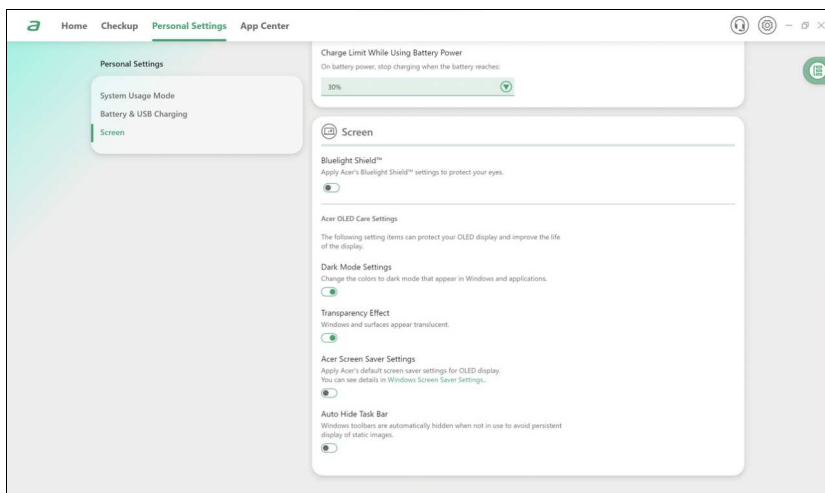 a
Home Checkup Personal Settings App Center
Personal Settings
System Usage Mode
Battery & USB Charging
Screen
Charge Limit While Using Battery Power
On battery power, stop charging when the battery reaches:
30%
Screen
Bluelight Shield™
Apply Acer's Bluelight Shield™ settings to protect your eyes.
Acer OLED Care Settings
The following setting items can protect your OLED display and improve the life
of the display.
Dark Mode Settings
Change the colors to dark mode that appear in Windows and applications.
Transparency Effect
Windows and surfaces appear translucent.
Acer Screen Saver Settings
Apply Acer's default screen saver settings for OLED display.
You can see details in Windows Screen Saver Settings..
Auto Hide Task Bar
Windows toolbars are automatically hidden when not in use to avoid persistent
display of static images.